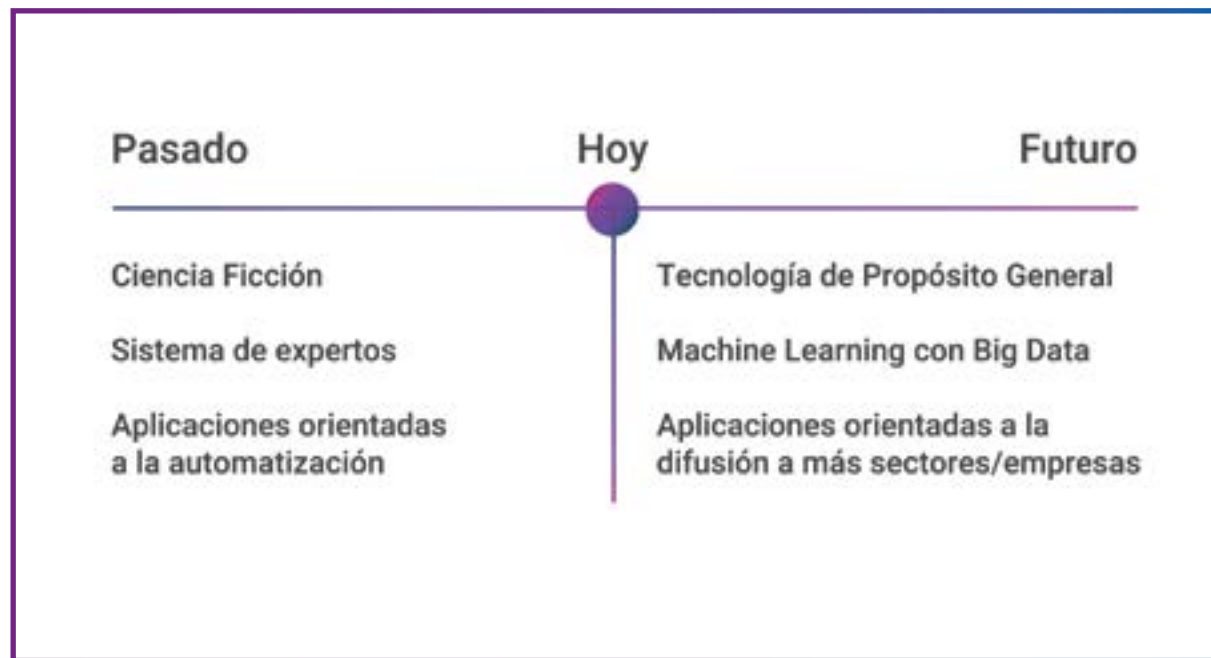 Pasado
Hoy
Futuro
Ciencia Ficción
Sistema de expertos
Aplicaciones orientadas
a la automatización
Tecnología de Propósito General
Machine Learning con Big Data
Aplicaciones orientadas a la
difusión a más sectores/empresas